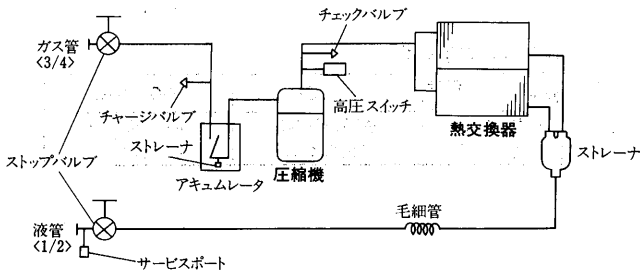 チェックバルブ
ガス管
<3/4>
高圧スイッチ
チャージバルブ
熱交換器
ストレーナ
ストップバルブ
ストレーナ
アキュムレータ
圧縮機
毛細管
液管
<1/2>
サービスポート